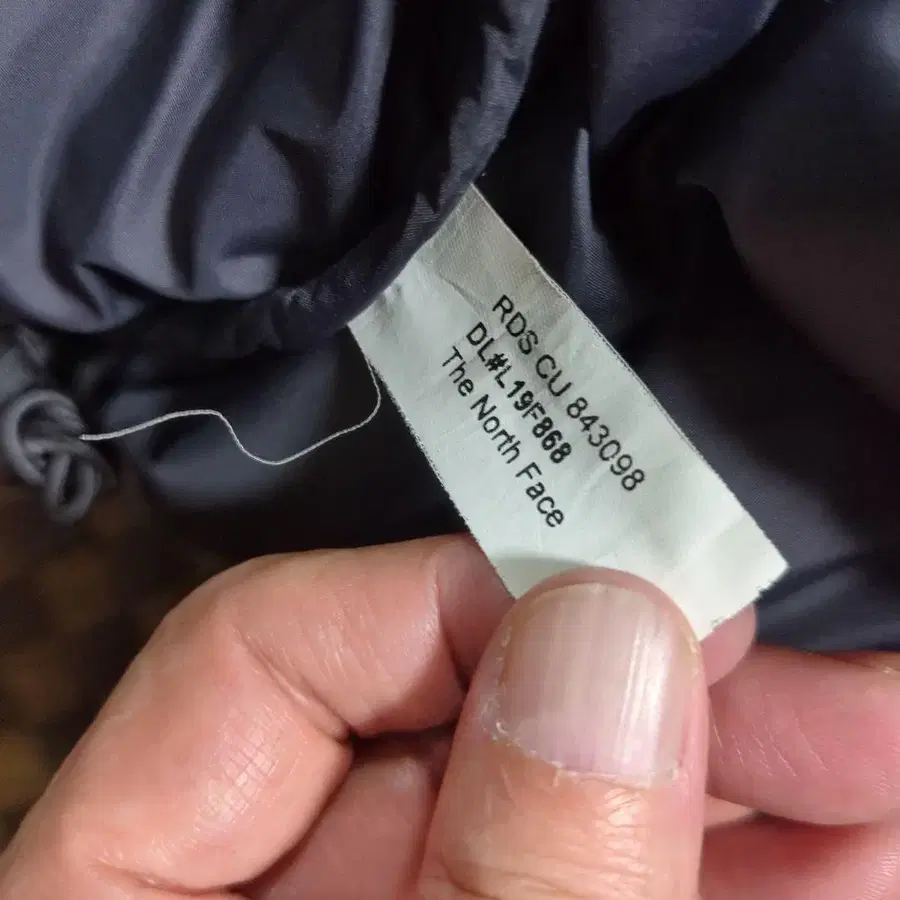 RDS CU 843098
DL#L19F868
The North Face